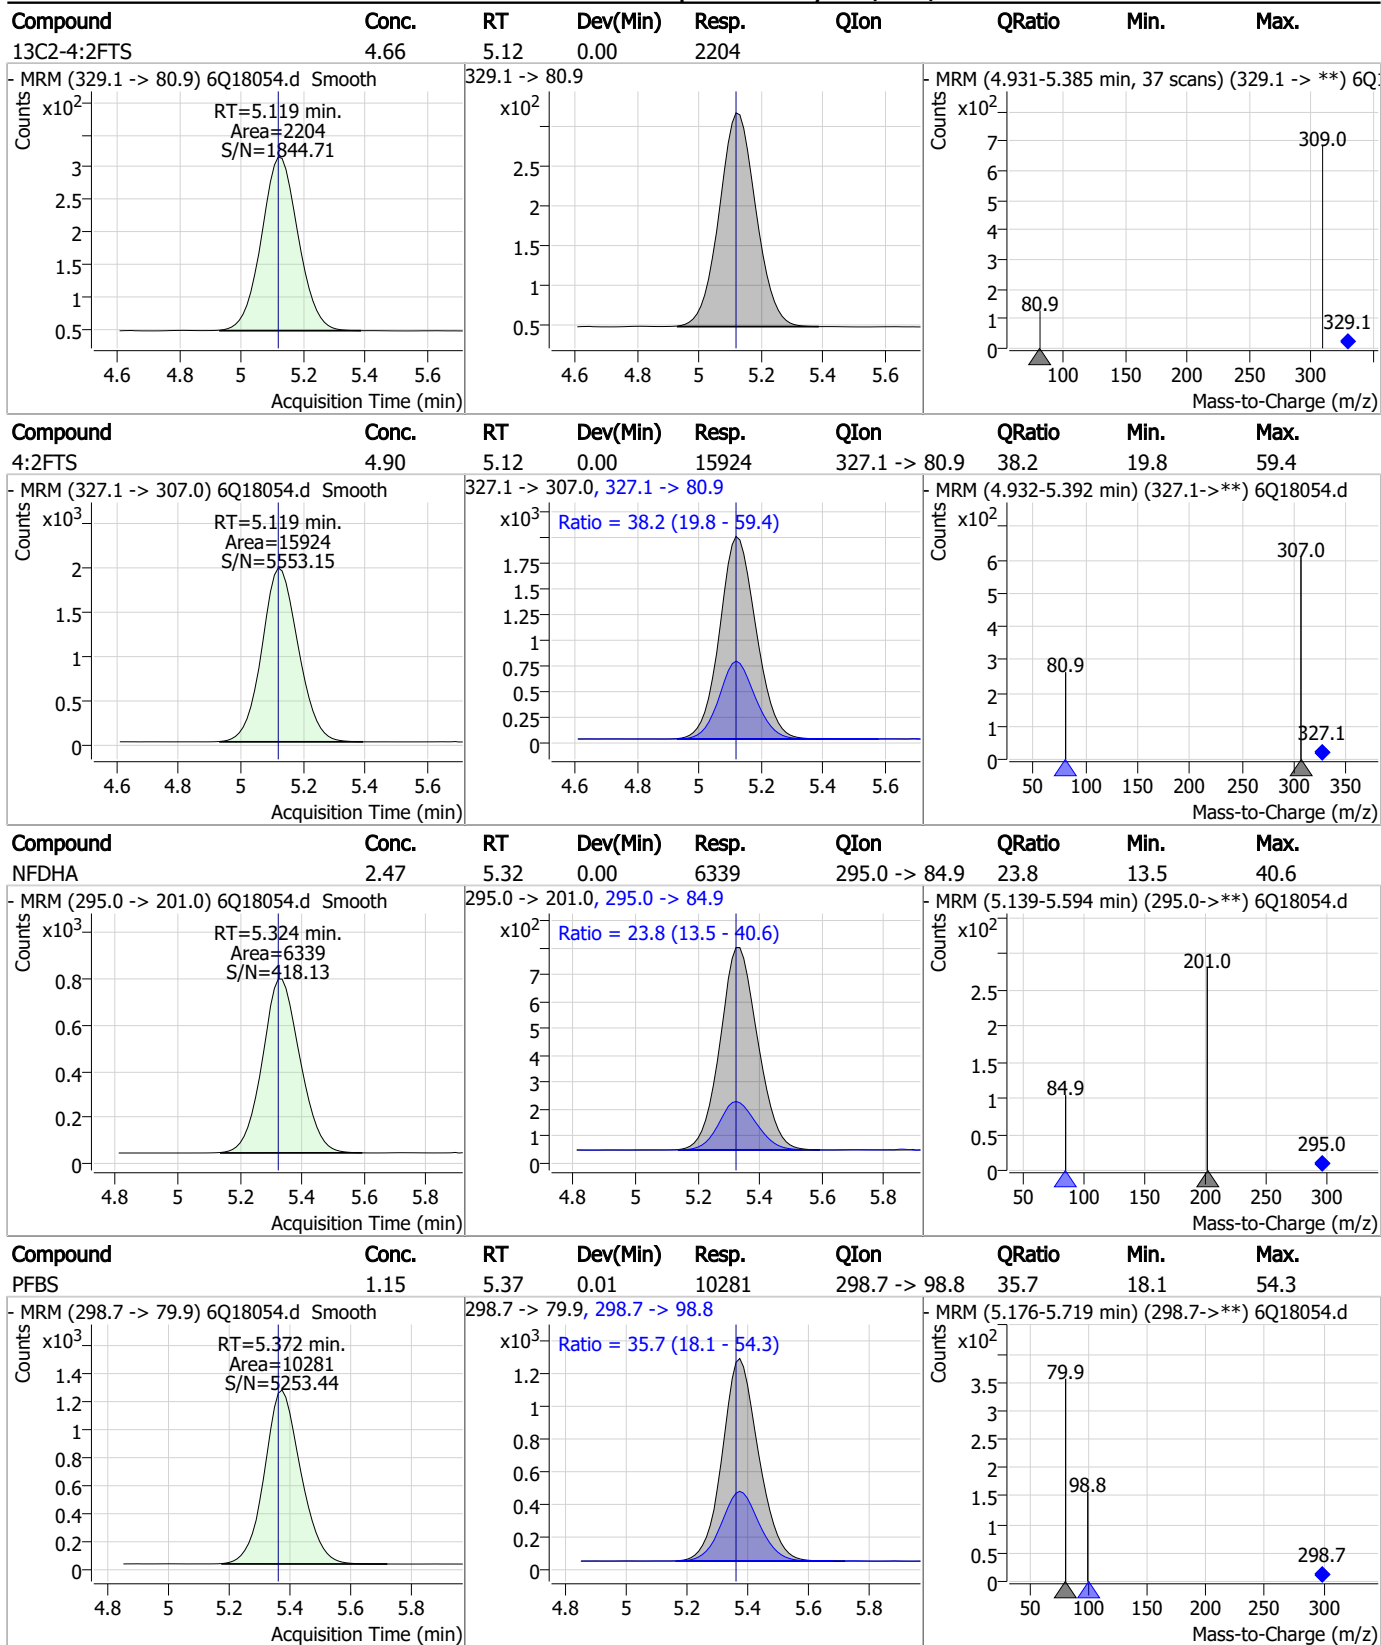 Compound Conc. RT Dev(Min) Resp. QIon QRatio Min. Max.
13C2-4:2FTS 4.66 5.12 0.00 2204
- MRM (329.1 -> 80.9) 6Q18054.d Smooth
Counts
x10²
RT=5.119 min.
Area=2204
S/N=1844.71
3
2.5
2
1.5
1
0.5
4.6 4.8 5 5.2 5.4 5.6
Acquisition Time (min)
329.1 -> 80.9
x10²
2.5
2
1.5
1
0.5
4.6 4.8 5 5.2 5.4 5.6
- MRM (4.931-5.385 min, 37 scans) (329.1 -> **) 6Q1
Counts
x10²
7
6
5
4
3
2
1
0
309.0
80.9
329.1
100 150 200 250 300
Mass-to-Charge (m/z)
Compound Conc. RT Dev(Min) Resp. QIon QRatio Min. Max.
4:2FTS 4.90 5.12 0.00 15924 327.1 -> 80.9 38.2 19.8 59.4
- MRM (327.1 -> 307.0) 6Q18054.d Smooth
Counts
x10³
RT=5.119 min.
Area=15924
S/N=5553.15
2
1.5
1
0.5
0
4.6 4.8 5 5.2 5.4 5.6
Acquisition Time (min)
327.1 -> 307.0, 327.1 -> 80.9
x10³
Ratio = 38.2 (19.8 - 59.4)
1.75
1.5
1.25
1
0.75
0.5
0.25
0
4.6 4.8 5 5.2 5.4 5.6
- MRM (4.932-5.392 min) (327.1->**) 6Q18054.d
Counts
x10²
6
5
4
3
2
1
0
307.0
80.9
327.1
50 100 150 200 250 300 350
Mass-to-Charge (m/z)
Compound Conc. RT Dev(Min) Resp. QIon QRatio Min. Max.
NFDHA 2.47 5.32 0.00 6339 295.0 -> 84.9 23.8 13.5 40.6
- MRM (295.0 -> 201.0) 6Q18054.d Smooth
Counts
x10³
RT=5.324 min.
Area=6339
S/N=418.13
0.8
0.6
0.4
0.2
0
4.8 5 5.2 5.4 5.6 5.8
Acquisition Time (min)
295.0 -> 201.0, 295.0 -> 84.9
x10²
Ratio = 23.8 (13.5 - 40.6)
7
6
5
4
3
2
1
0
4.8 5 5.2 5.4 5.6 5.8
- MRM (5.139-5.594 min) (295.0->**) 6Q18054.d
Counts
x10²
2.5
2
1.5
1
0.5
0
201.0
84.9
295.0
50 100 150 200 250 300
Mass-to-Charge (m/z)
Compound Conc. RT Dev(Min) Resp. QIon QRatio Min. Max.
PFBS 1.15 5.37 0.01 10281 298.7 -> 98.8 35.7 18.1 54.3
- MRM (298.7 -> 79.9) 6Q18054.d Smooth
Counts
x10³
RT=5.372 min.
Area=10281
S/N=5253.44
1.4
1.2
1
0.8
0.6
0.4
0.2
0
4.8 5 5.2 5.4 5.6 5.8
Acquisition Time (min)
298.7 -> 79.9, 298.7 -> 98.8
x10³
Ratio = 35.7 (18.1 - 54.3)
1.2
1
0.8
0.6
0.4
0.2
0
4.8 5 5.2 5.4 5.6 5.8
- MRM (5.176-5.719 min) (298.7->**) 6Q18054.d
Counts
x10²
3.5
3
2.5
2
1.5
1
0.5
0
79.9
98.8
298.7
50 100 150 200 250 300
Mass-to-Charge (m/z)